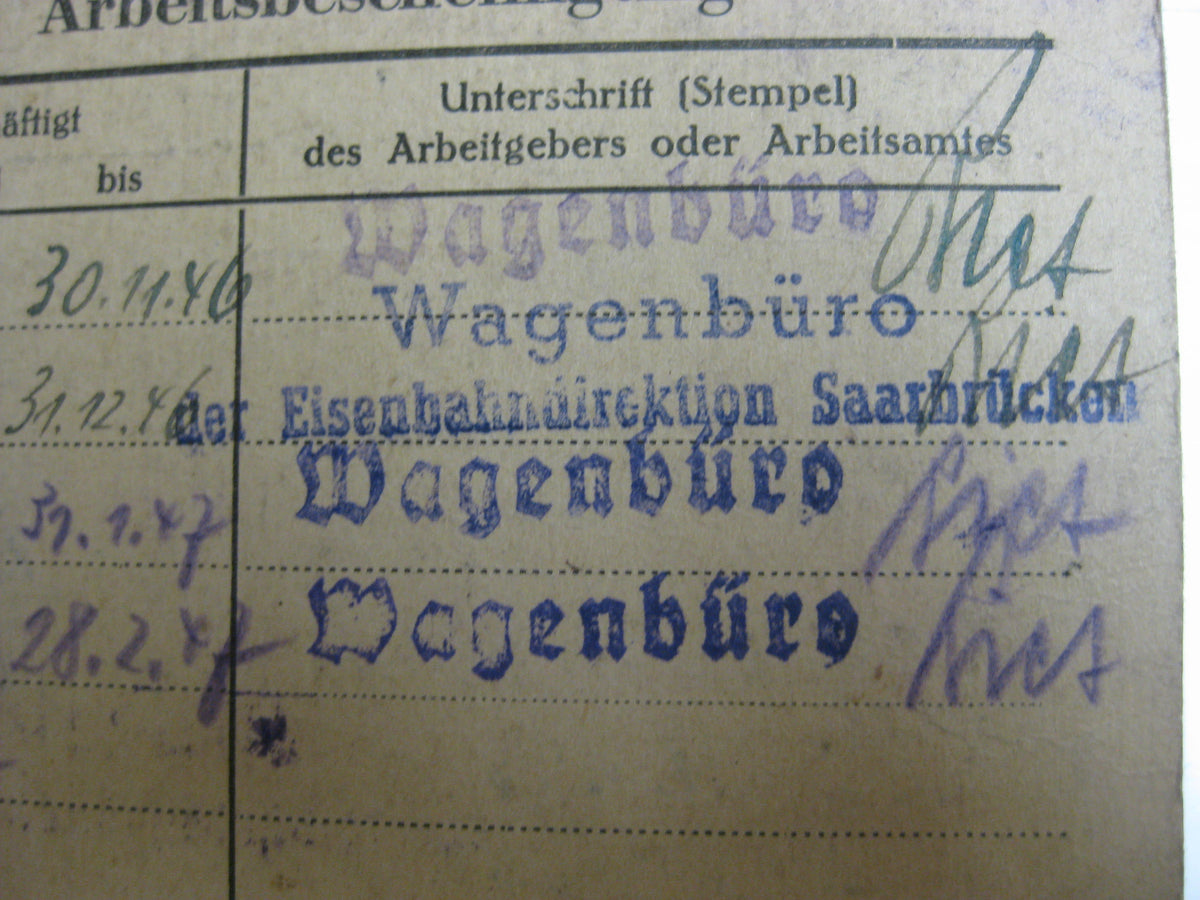 Arbeitsbescheinigung
äftigt
bis
Unterschrift (Stempel)
des Arbeitgebers oder Arbeitsamtes
Wagenbüro
30.11.46
Wagenbüro
31.12.46
der Eisenbahndirektion Saarbrücken
31.1.47
Wagenbüro
28.2.47
Wagenbüro